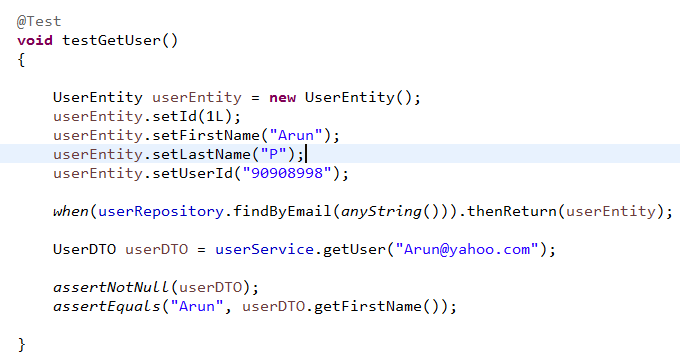 @Test
void testGetUser()
{
UserEntity userEntity = new UserEntity();
userEntity.setId(1L);
userEntity.setFirstName("Arun");
userEntity.setLastName("P");
userEntity.setUserId("90908998");
when(userRepository.findByEmail(anyString())).thenReturn(userEntity);
UserDTO userDTO = userService.getUser("Arun@yahoo.com");
assertNotNull(userDTO);
assertEquals("Arun", userDTO.getFirstName());
}